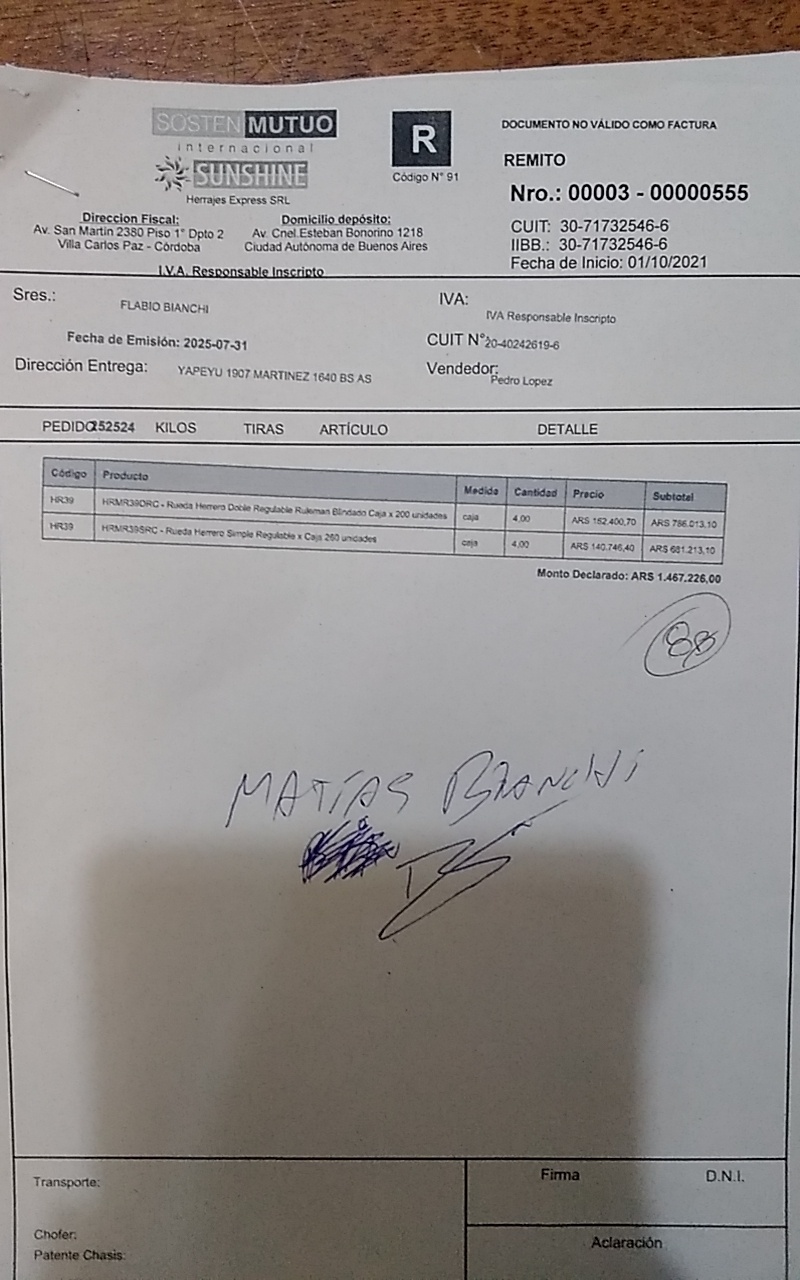 SOSTEN MUTUO
internacional
SUNSHINE
Herrajes Express SRL
R
Código N° 91
DOCUMENTO NO VÁLIDO COMO FACTURA
REMITO
Nro.: 00003 - 00000555
CUIT: 30-71732546-6
IIBB.: 30-71732546-6
Fecha de Inicio: 01/10/2021
Direccion Fiscal:
Av. San Martin 2380 Piso 1° Dpto 2
Villa Carlos Paz - Córdoba
Domicilio depósito:
Av. Cnel.Esteban Bonorino 1218
Ciudad Autónoma de Buenos Aires
I.V.A. Responsable Inscripto
Sres.: FLABIO BIANCHI
IVA: IVA Responsable Inscripto
Fecha de Emisión: 2025-07-31
CUIT N°: 20-40242619-6
Dirección Entrega: YAPEYU 1907 MARTINEZ 1640 BS AS
Vendedor: Pedro Lopez
PEDIDO 252524 KILOS TIRAS ARTÍCULO DETALLE
Código Producto Medida Cantidad Precio Subtotal
HR39 HRMR39DRC - Rueda Herrero Doble Regulable Ruleman Blindado Caja x 200 unidades caja 4,00 ARS 162.400,70 ARS 786.013,10
HR39 HRMR39SRC - Rueda Herrero Simple Regulable x Caja 260 unidades caja 4,00 ARS 140.746,40 ARS 681.213,10
Monto Declarado: ARS 1.467.226,00
MATÍAS BIANCHI
Transporte:
Chofer:
Patente Chasis:
Firma D.N.I.
Aclaración